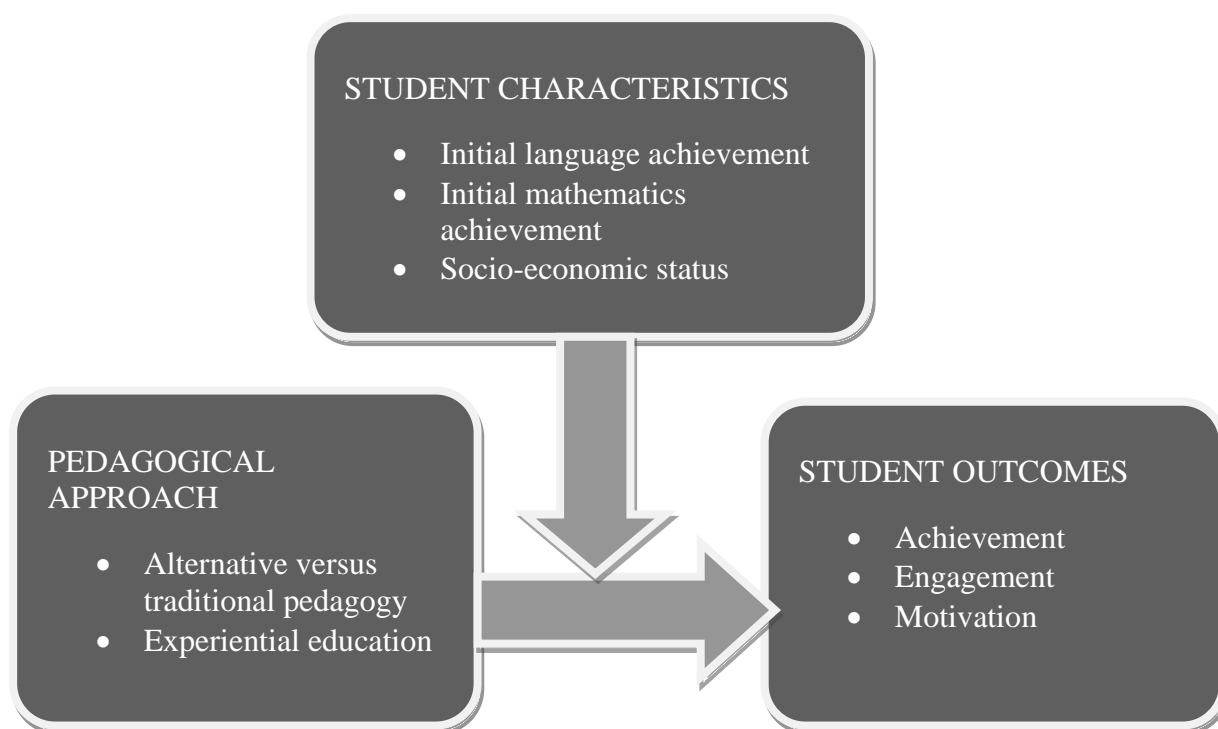 STUDENT CHARACTERISTICS
• Initial language achievement
• Initial mathematics
achievement
• Socio-economic status
PEDAGOGICAL
APPROACH
• Alternative versus
traditional pedagogy
• Experiential education
STUDENT OUTCOMES
• Achievement
• Engagement
• Motivation